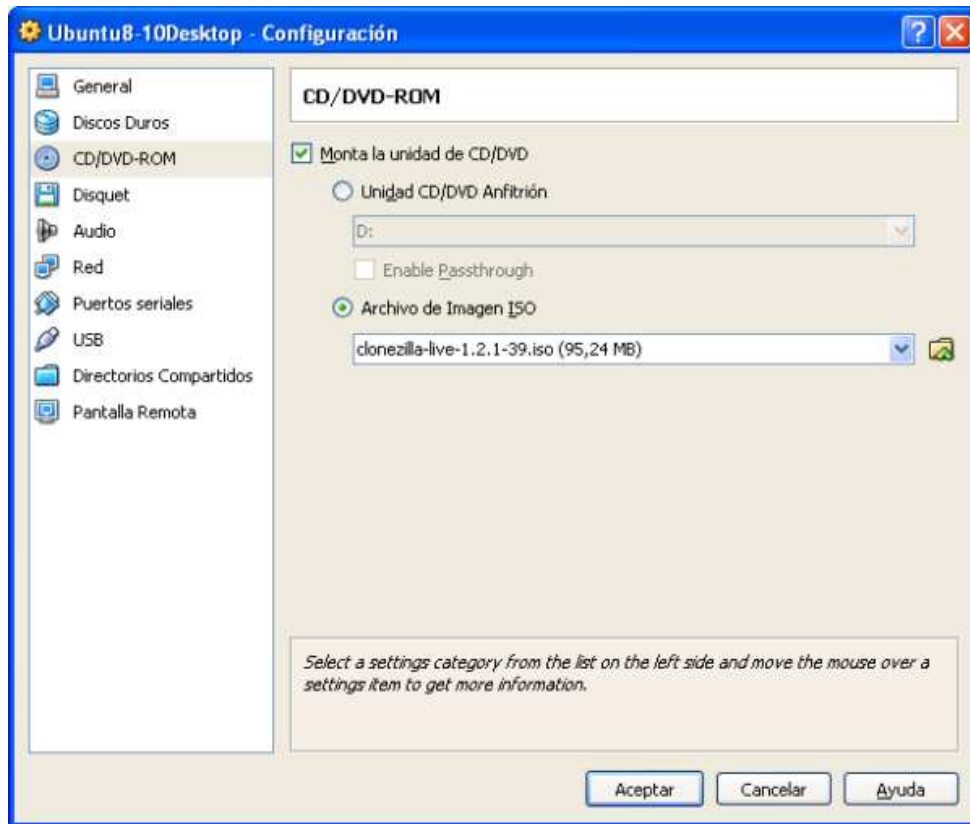 Ubuntu8-10Desktop - Configuración
General
Discos Duros
CD/DVD-ROM
Disquet
Audio
Red
Puertos seriales
USB
Directorios Compartidos
Pantalla Remota
CD/DVD-ROM
Monta la unidad de CD/DVD
Unidad CD/DVD Anfitrión
D:
Enable Passthrough
Archivo de Imagen ISO
clonezilla-live-1.2.1-39.iso (95,24 MB)
Select a settings category from the list on the left side and move the mouse over a
settings item to get more information.
Aceptar Cancelar Ayuda